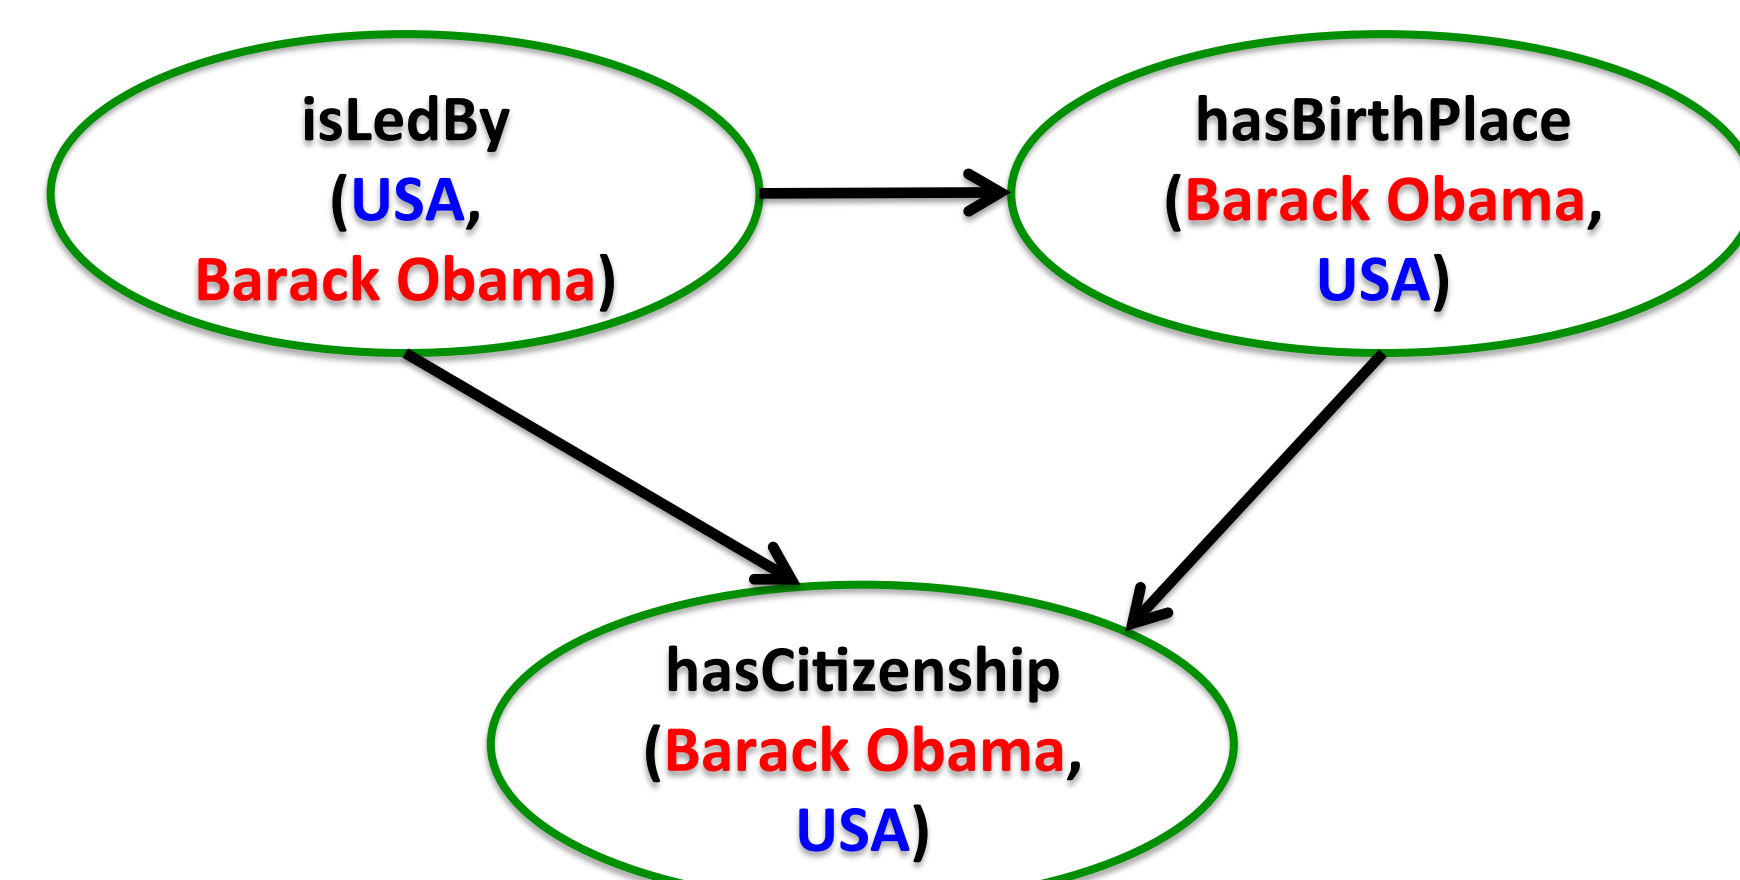 isLedBy
(USA,
Barack Obama)
hasBirthPlace
(Barack Obama,
USA)
hasCitizenship
(Barack Obama,
USA)